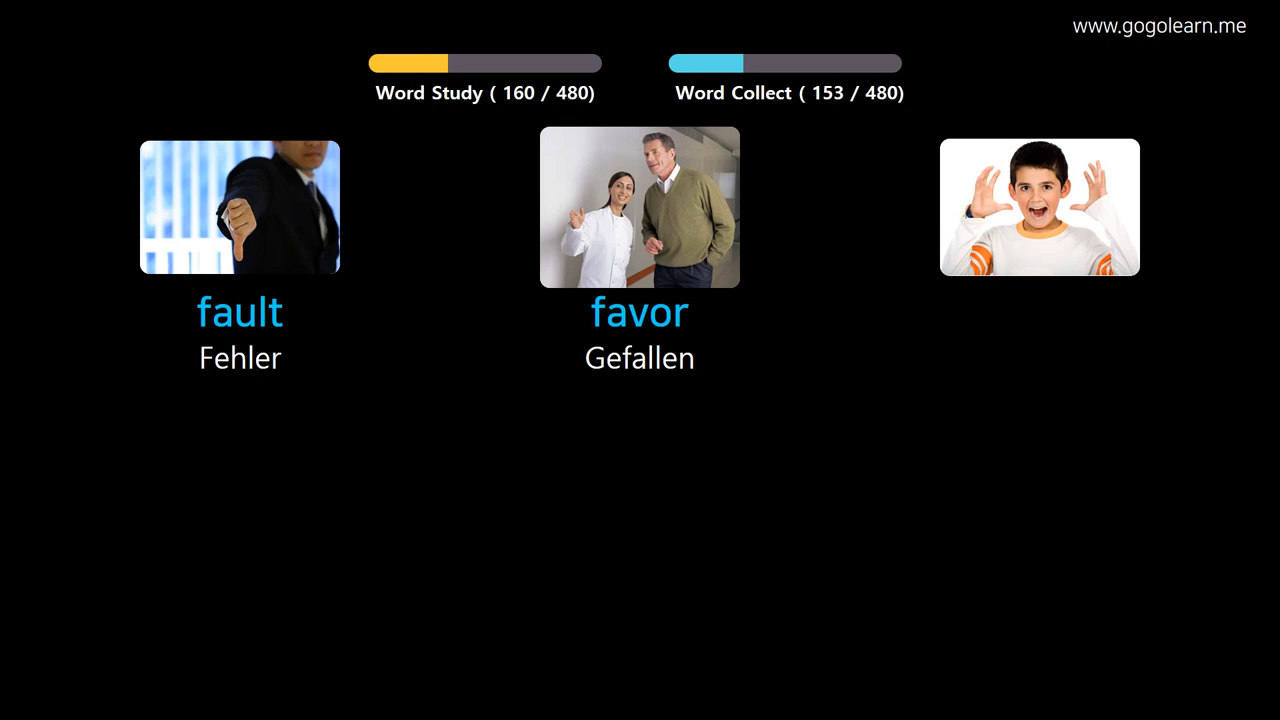 www.gogolearn.me
Word Study ( 160 / 480)
Word Collect ( 153 / 480)
fault
Fehler
favor
Gefallen